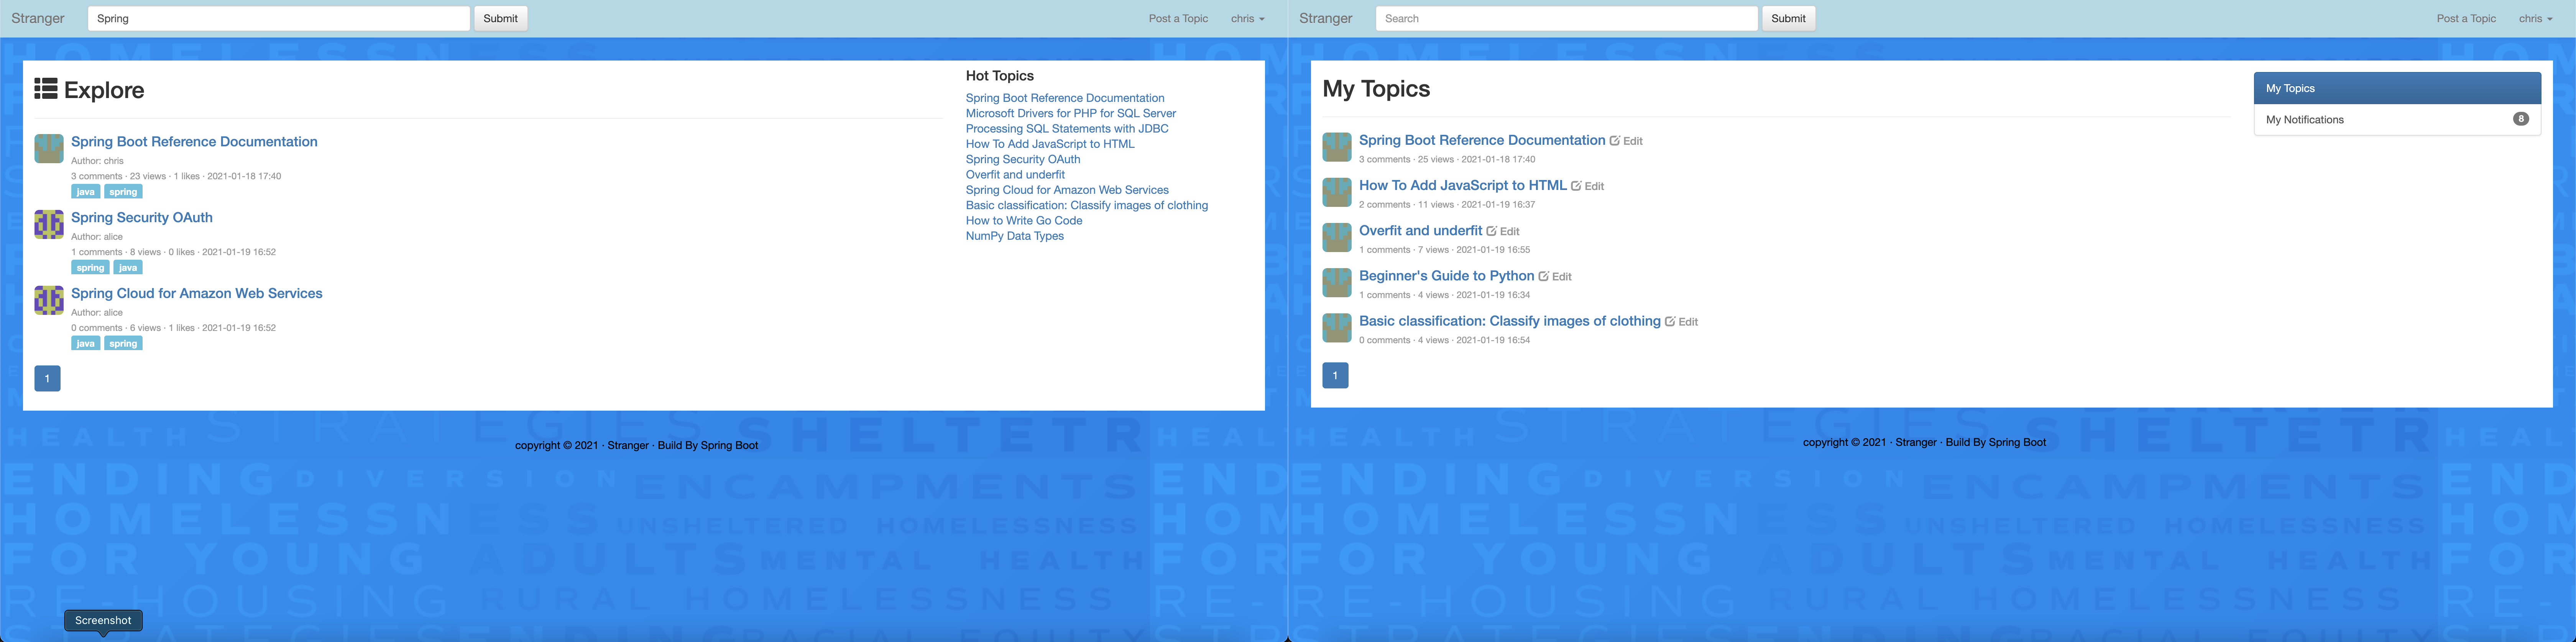 Stranger
Spring
Submit
Post a Topic
chris
Explore
Spring Boot Reference Documentation
Author: chris
3 comments · 23 views · 1 likes · 2021-01-18 17:40
java spring
Spring Security OAuth
Author: alice
1 comments · 8 views · 0 likes · 2021-01-19 16:52
spring java
Spring Cloud for Amazon Web Services
Author: alice
0 comments · 6 views · 1 likes · 2021-01-19 16:52
java spring
1
Hot Topics
Spring Boot Reference Documentation
Microsoft Drivers for PHP for SQL Server
Processing SQL Statements with JDBC
How To Add JavaScript to HTML
Spring Security OAuth
Overfit and underfit
Spring Cloud for Amazon Web Services
Basic classification: Classify images of clothing
How to Write Go Code
NumPy Data Types
copyright © 2021 · Stranger · Build By Spring Boot
HEALTH STRATEGIES SHELTETR
ENDING DIVERSION ENCAMPMENTS
HOMELESSNESS UNSHELTERED HOMELESSNESS
FOR YOUNG ADULTS MENTAL HEALTH
RE-HOUSING RURAL HOMELESSNESS
Screenshot
Stranger
Search
Submit
Post a Topic
chris
My Topics
Spring Boot Reference Documentation Edit
3 comments · 25 views · 2021-01-18 17:40
How To Add JavaScript to HTML Edit
2 comments · 11 views · 2021-01-19 16:37
Overfit and underfit Edit
1 comments · 7 views · 2021-01-19 16:55
Beginner's Guide to Python Edit
1 comments · 4 views · 2021-01-19 16:34
Basic classification: Classify images of clothing Edit
0 comments · 4 views · 2021-01-19 16:54
1
My Topics
My Notifications 8
copyright © 2021 · Stranger · Build By Spring Boot
HEALTH STRATEGIES SHELTETR
ENDING DIVERSION ENCAMPMENTS
HOMELESSNESS UNSHELTERED HOMELESSNESS
FOR YOUNG ADULTS MENTAL HEALTH
RE-HOUSING RURAL HOMELESSNESS